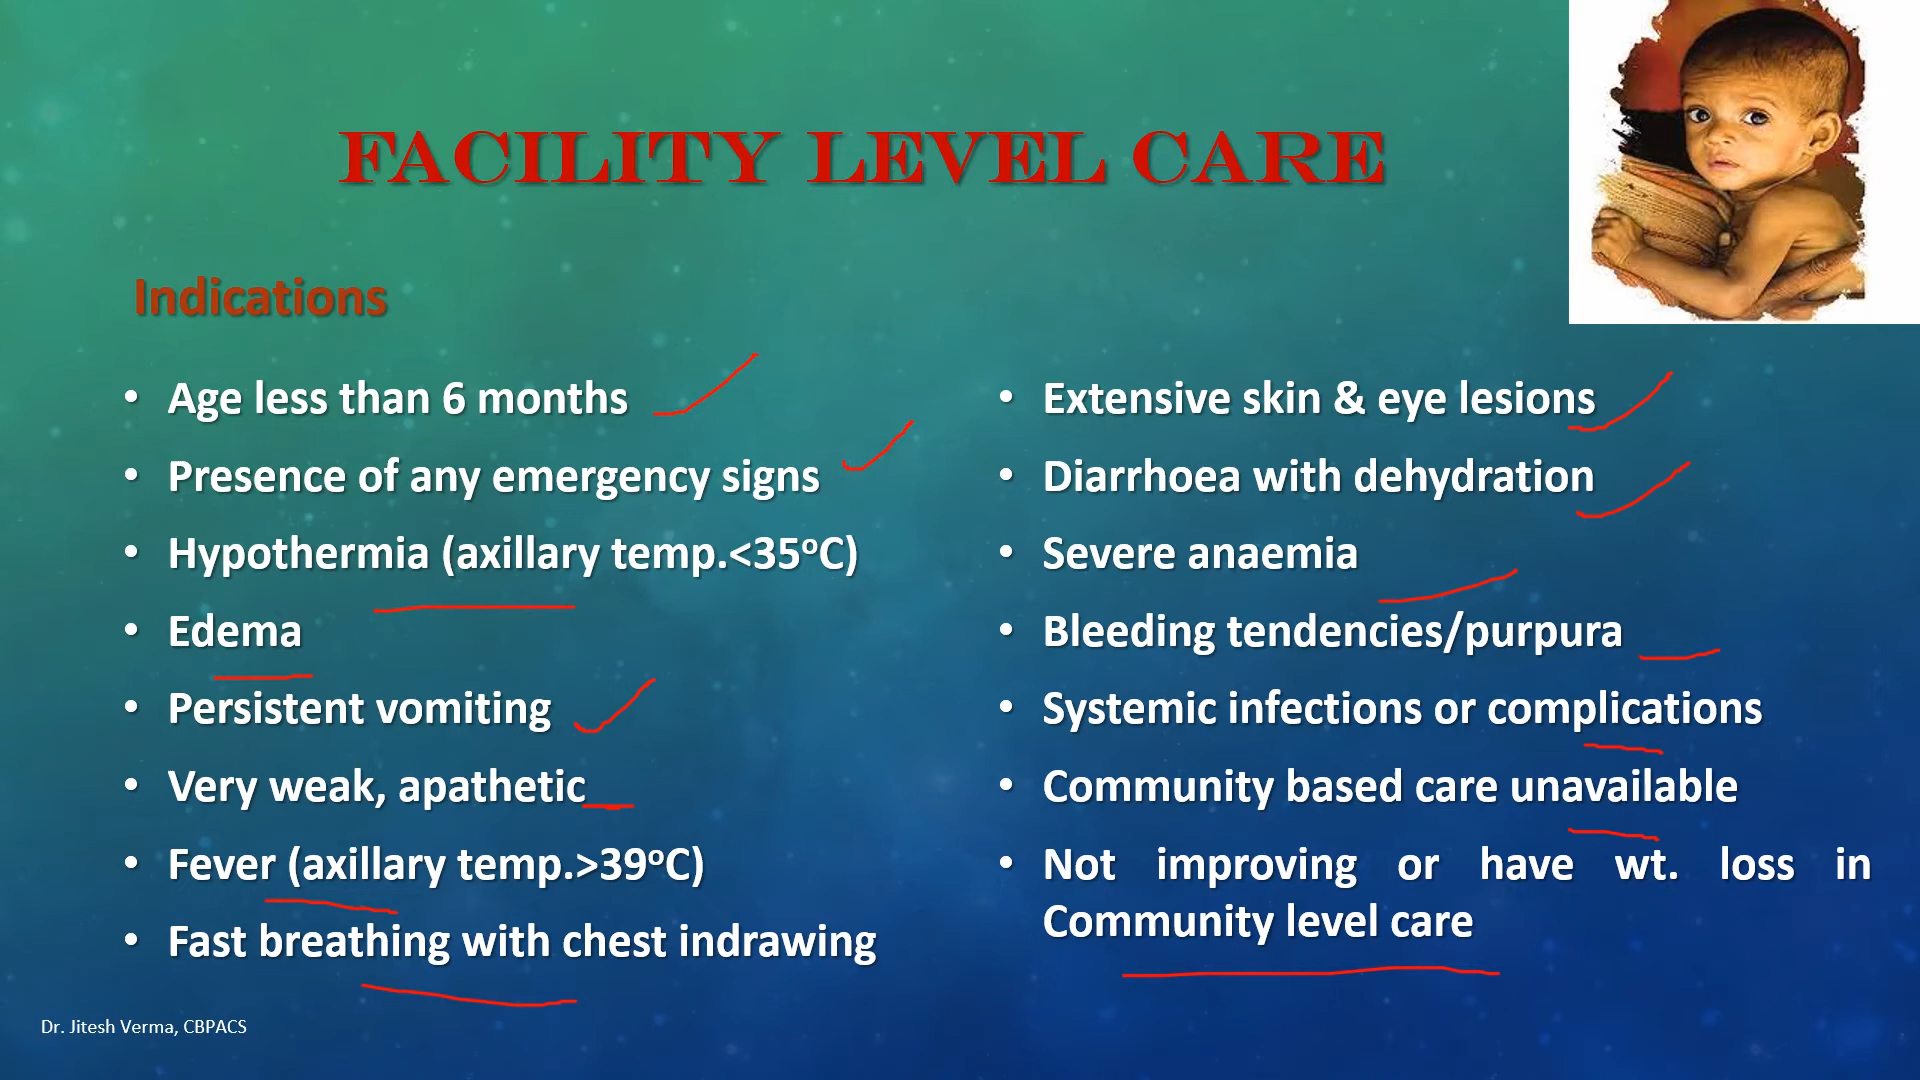 FACILITY LEVEL CARE
Indications
• Age less than 6 months
• Presence of any emergency signs
• Hypothermia (axillary temp.<35°C)
• Edema
• Persistent vomiting
• Very weak, apathetic
• Fever (axillary temp.>39°C)
• Fast breathing with chest indrawing
• Extensive skin & eye lesions
• Diarrhoea with dehydration
• Severe anaemia
• Bleeding tendencies/purpura
• Systemic infections or complications
• Community based care unavailable
• Not improving or have wt. loss in
Community level care
Dr. Jitesh Verma, CBPACS